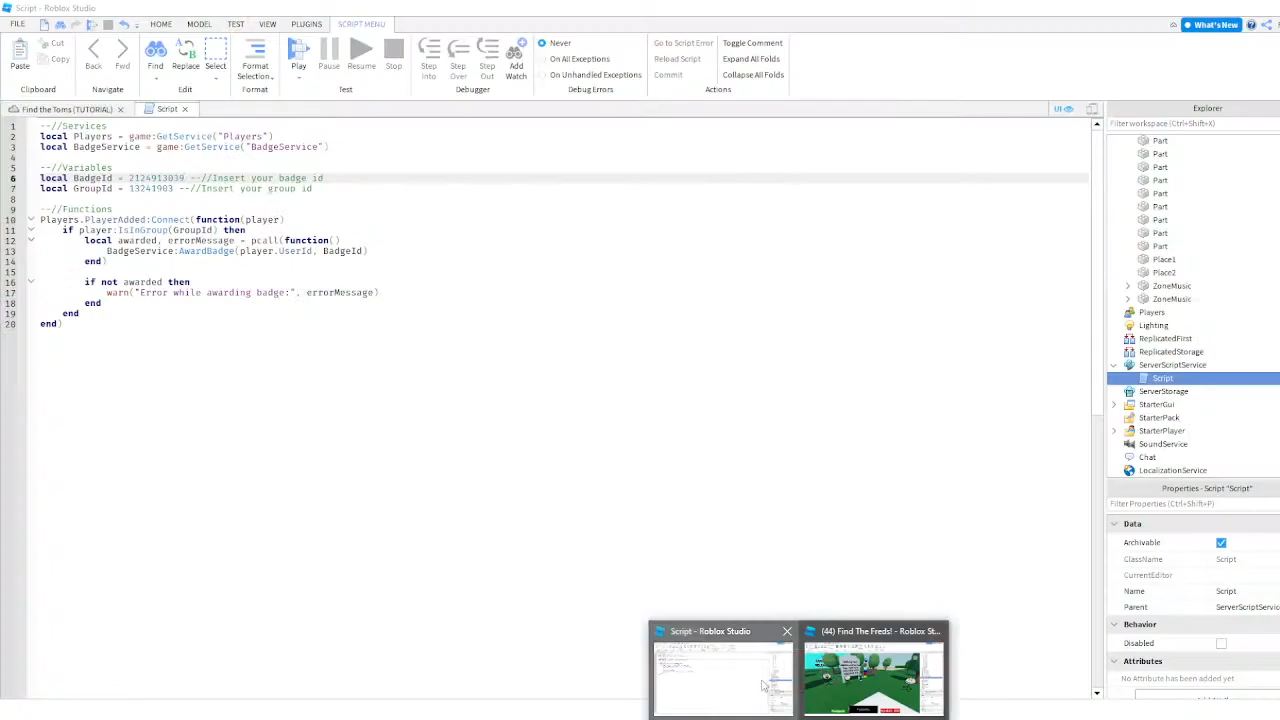 Script - Roblox Studio
FILE HOME MODEL TEST VIEW PLUGINS SCRIPT MENU What's New
Paste Cut Copy Clipboard
Back Fwd Navigate
Find Replace Select Edit
Format Selection Format
Play Pause Resume Stop Test
Step Into Step Over Step Out Add Watch Debugger
Never
On All Exceptions
On Unhandled Exceptions
Debug Errors
Go to Script Error Toggle Comment
Reload Script Expand All Folds
Commit Collapse All Folds
Actions
Find the Toms (TUTORIAL) Script UI
1 --//Services
2 local Players = game:GetService("Players")
3 local BadgeService = game:GetService("BadgeService")
4
5 --//Variables
6 local BadgeId = 2124913039 --//Insert your badge id
7 local GroupId = 13241903 --//Insert your group id
8
9 --//Functions
10 Players.PlayerAdded:Connect(function(player)
11 if player:IsInGroup(GroupId) then
12 local awarded, errorMessage = pcall(function()
13 BadgeService:AwardBadge(player.UserId, BadgeId)
14 end)
15
16 if not awarded then
17 warn("Error while awarding badge:", errorMessage)
18 end
19 end
20 end)
Explorer
Filter workspace (Ctrl+Shift+X)
Part
Part
Part
Part
Part
Part
Part
Part
Part
Place1
Place2
ZoneMusic
ZoneMusic
Players
Lighting
ReplicatedFirst
ReplicatedStorage
ServerScriptService
Script
ServerStorage
StarterGui
StarterPack
StarterPlayer
SoundService
Chat
LocalizationService
Properties - Script "Script"
Filter Properties (Ctrl+Shift+P)
Data
Archivable
ClassName Script
CurrentEditor
Name Script
Parent ServerScriptServic
Behavior
Disabled
Attributes
No Attribute has been added yet
Script - Roblox Studio
(44) Find The Freds! - Roblox St...